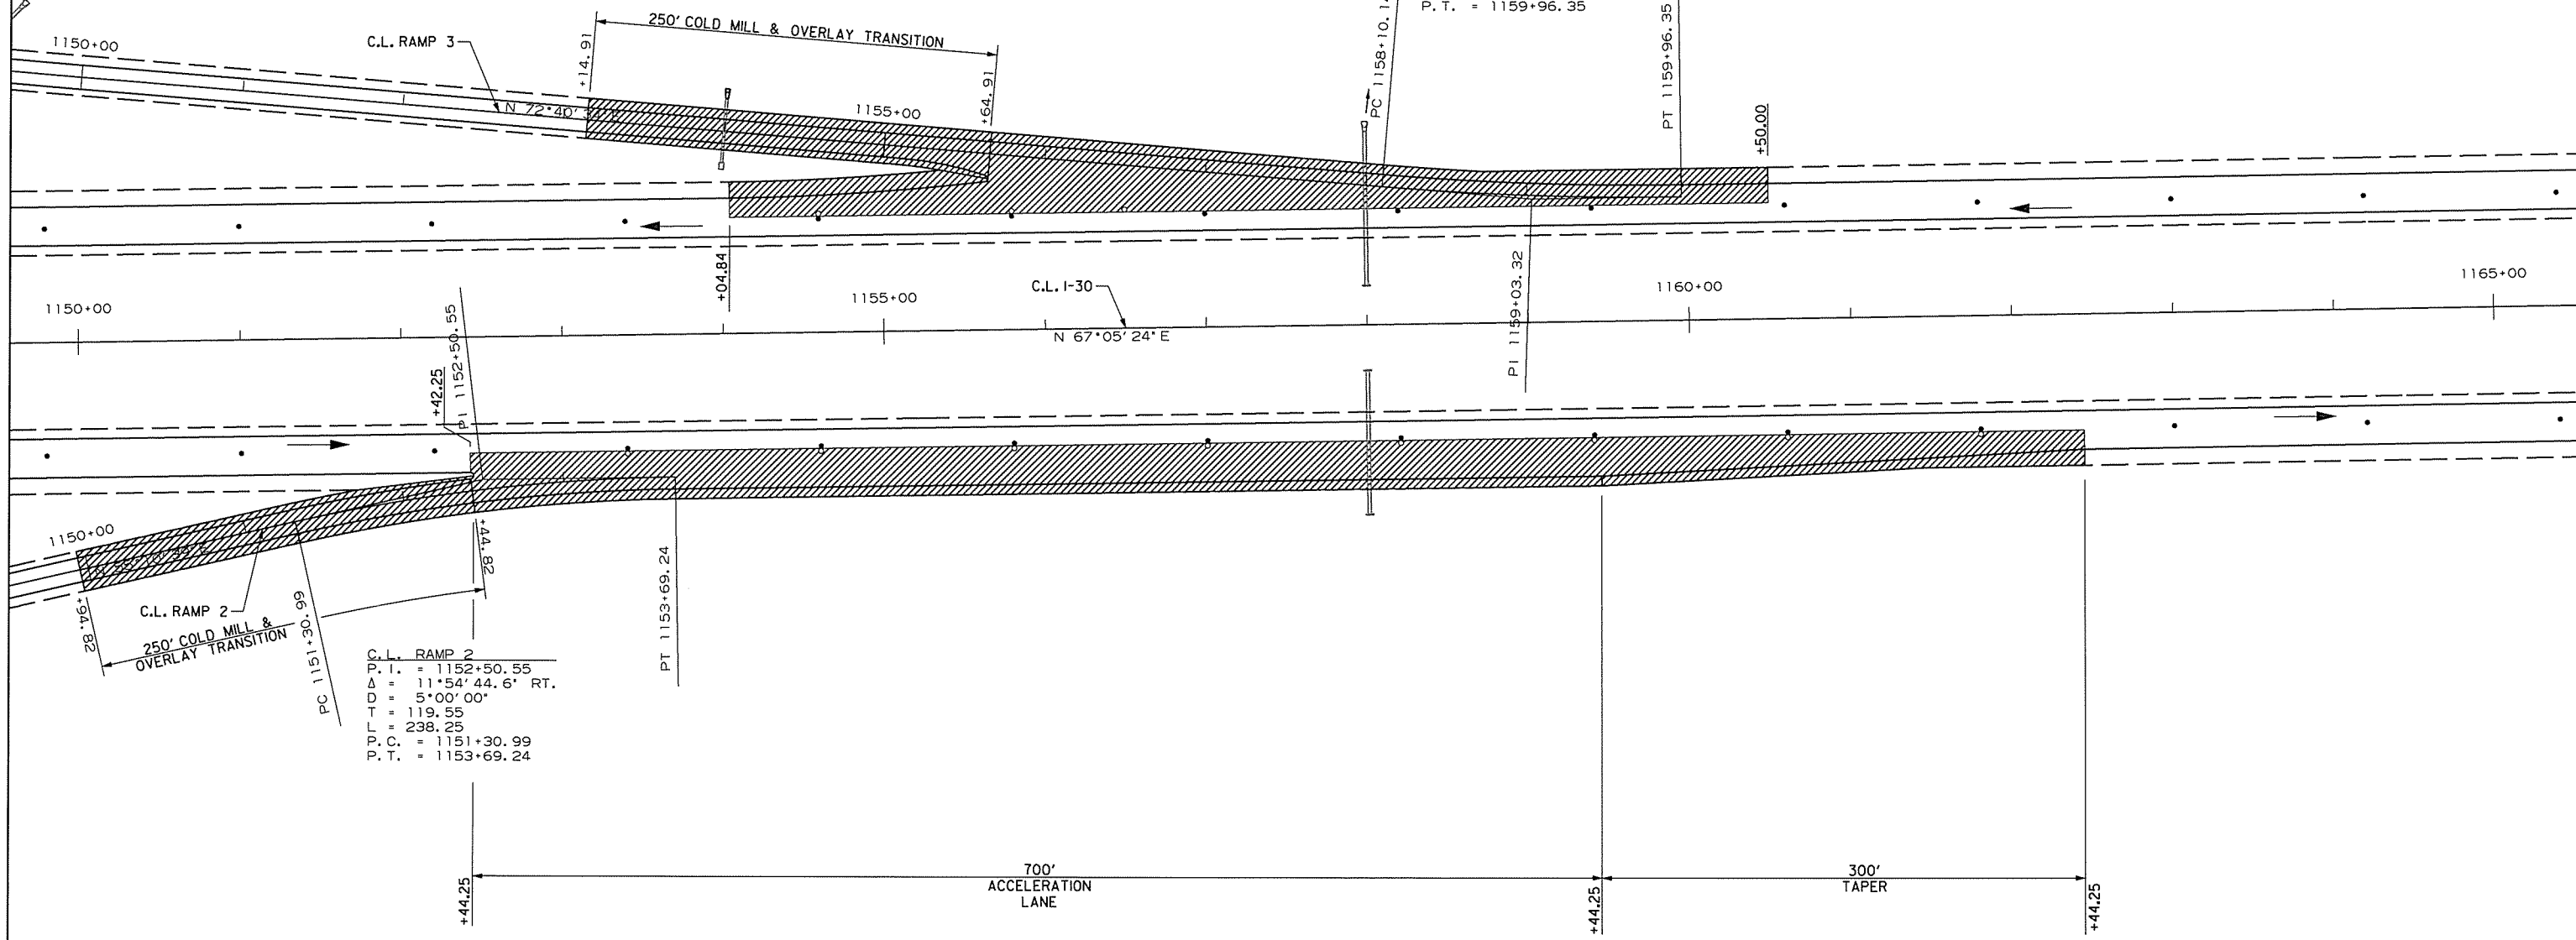 P.T. = 1159+96.35
250' COLD MILL & OVERLAY TRANSITION
C.L. RAMP 3
1150+00
+14.91
+64.91
N 72°40'34" E
1155+00
PC 1158+10.14
PT 1159+96.35
+50.00
+04.84
C.L. I-30
1150+00
1155+00
1160+00
1165+00
N 67°05'24" E
PI 1159+03.32
PI 1152+50.55
+42.25
1150+00
+44.82
+94.82
C.L. RAMP 2
250' COLD MILL &
OVERLAY TRANSITION
PC 1151+30.99
PT 1153+69.24
C.L. RAMP 2
P.I. = 1152+50.55
Δ = 11°54'44.6" RT.
D = 5°00'00"
T = 119.55
L = 238.25
P.C. = 1151+30.99
P.T. = 1153+69.24
700'
ACCELERATION
LANE
300'
TAPER
+44.25
+44.25
+44.25